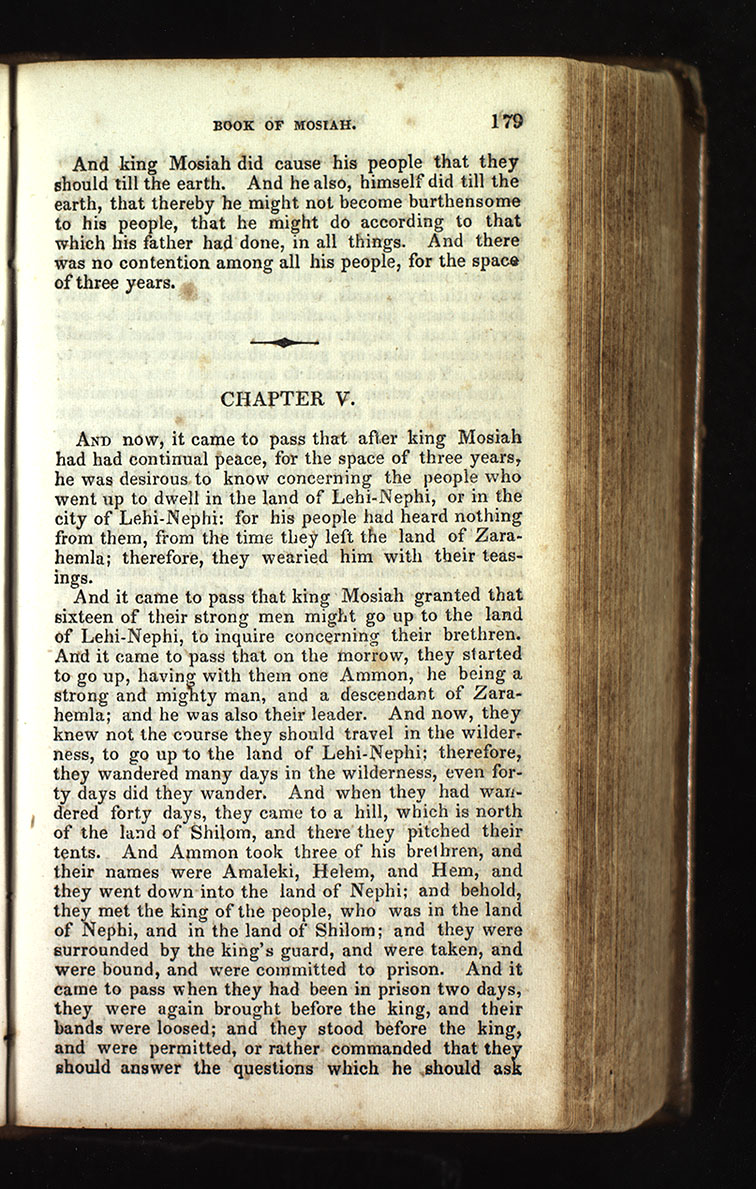 BOOK OF MOSIAH. 179
And king Mosiah did cause his people that they
should till the earth. And he also, himself did till the
earth, that thereby he might not become burthensome
to his people, that he might do according to that
which his father had done, in all things. And there
was no contention among all his people, for the space
of three years.
CHAPTER V.
AND now, it came to pass that after king Mosiah
had had continual peace, for the space of three years,
he was desirous to know concerning the people who
went up to dwell in the land of Lehi-Nephi, or in the
city of Lehi-Nephi: for his people had heard nothing
from them, from the time they left the land of Zara-
hemla; therefore, they wearied him with their teas-
ings.
And it came to pass that king Mosiah granted that
sixteen of their strong men might go up to the land
of Lehi-Nephi, to inquire concerning their brethren.
And it came to pass that on the morrow, they started
to go up, having with them one Ammon, he being a
strong and mighty man, and a descendant of Zara-
hemla; and he was also their leader. And now, they
knew not the course they should travel in the wilder-
ness, to go up to the land of Lehi-Nephi; therefore,
they wandered many days in the wilderness, even for-
ty days did they wander. And when they had wan-
dered forty days, they came to a hill, which is north
of the land of Shilom, and there they pitched their
tents. And Ammon took three of his brethren, and
their names were Amaleki, Helem, and Hem, and
they went down into the land of Nephi; and behold,
they met the king of the people, who was in the land
of Nephi, and in the land of Shilom; and they were
surrounded by the king's guard, and were taken, and
were bound, and were committed to prison. And it
came to pass when they had been in prison two days,
they were again brought before the king, and their
bands were loosed; and they stood before the king,
and were permitted, or rather commanded that they
should answer the questions which he should ask